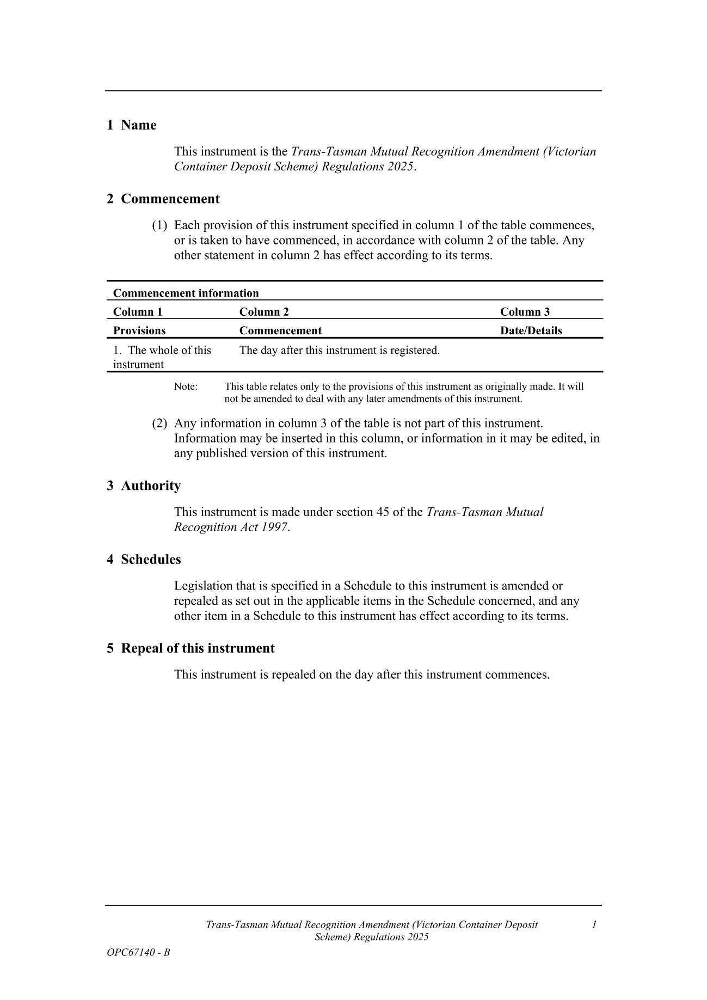 1 Name
This instrument is the Trans-Tasman Mutual Recognition Amendment (Victorian
Container Deposit Scheme) Regulations 2025.
2 Commencement
(1) Each provision of this instrument specified in column 1 of the table commences,
or is taken to have commenced, in accordance with column 2 of the table. Any
other statement in column 2 has effect according to its terms.
Commencement information
Column 1 Column 2 Column 3
Provisions Commencement Date/Details
1. The whole of this The day after this instrument is registered.
instrument
Note: This table relates only to the provisions of this instrument as originally made. It will
not be amended to deal with any later amendments of this instrument.
(2) Any information in column 3 of the table is not part of this instrument.
Information may be inserted in this column, or information in it may be edited, in
any published version of this instrument.
3 Authority
This instrument is made under section 45 of the Trans-Tasman Mutual
Recognition Act 1997.
4 Schedules
Legislation that is specified in a Schedule to this instrument is amended or
repealed as set out in the applicable items in the Schedule concerned, and any
other item in a Schedule to this instrument has effect according to its terms.
5 Repeal of this instrument
This instrument is repealed on the day after this instrument commences.
Trans-Tasman Mutual Recognition Amendment (Victorian Container Deposit 1
Scheme) Regulations 2025
OPC67140 - B